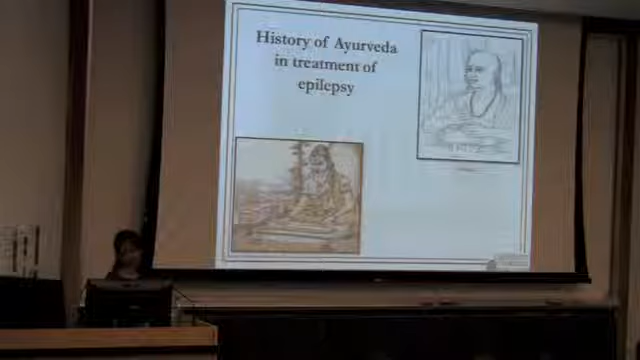 History of Ayurveda
in treatment of
epilepsy